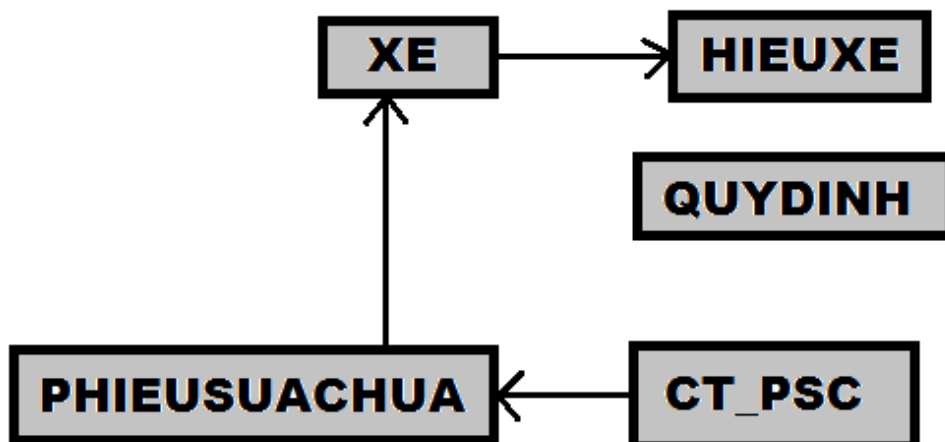 XE
HIEUXE
QUYDINH
PHIEUSUACHUA
CT_PSC